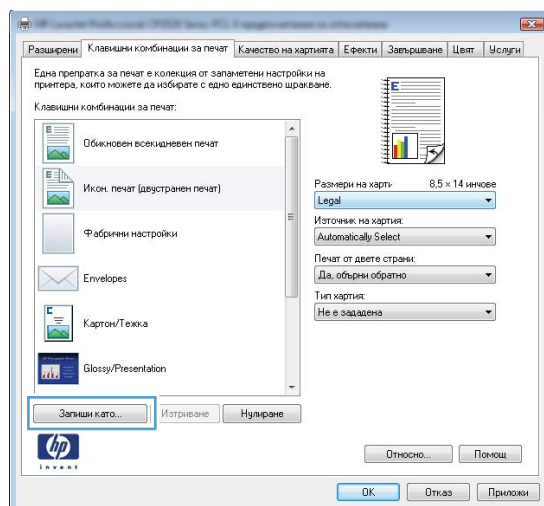 Разширени
Клавишни комбинации за печат
Качество на хартията
Ефекти
Завършване
Цвят
Услуги
Една препратка за печат е колекция от запаметени настройки на
принтера, които можете да избирате с едно единствено щракване.
Клавишни комбинации за печат:
Обикновен всекидневен печат
Икон. печат (двустранен печат)
Фабрични настройки
Envelopes
Картон/Тежка
Glossy/Presentation
Запиши като...
Изтриване
Нулиране
Размери на харти 8,5 × 14 инчове
Legal
Източник на хартия:
Automatically Select
Печат от двете страни:
Да, обърни обратно
Тип хартия:
Не е зададена
hp
invent
Относно...
Помощ
OK
Отказ
Приложи